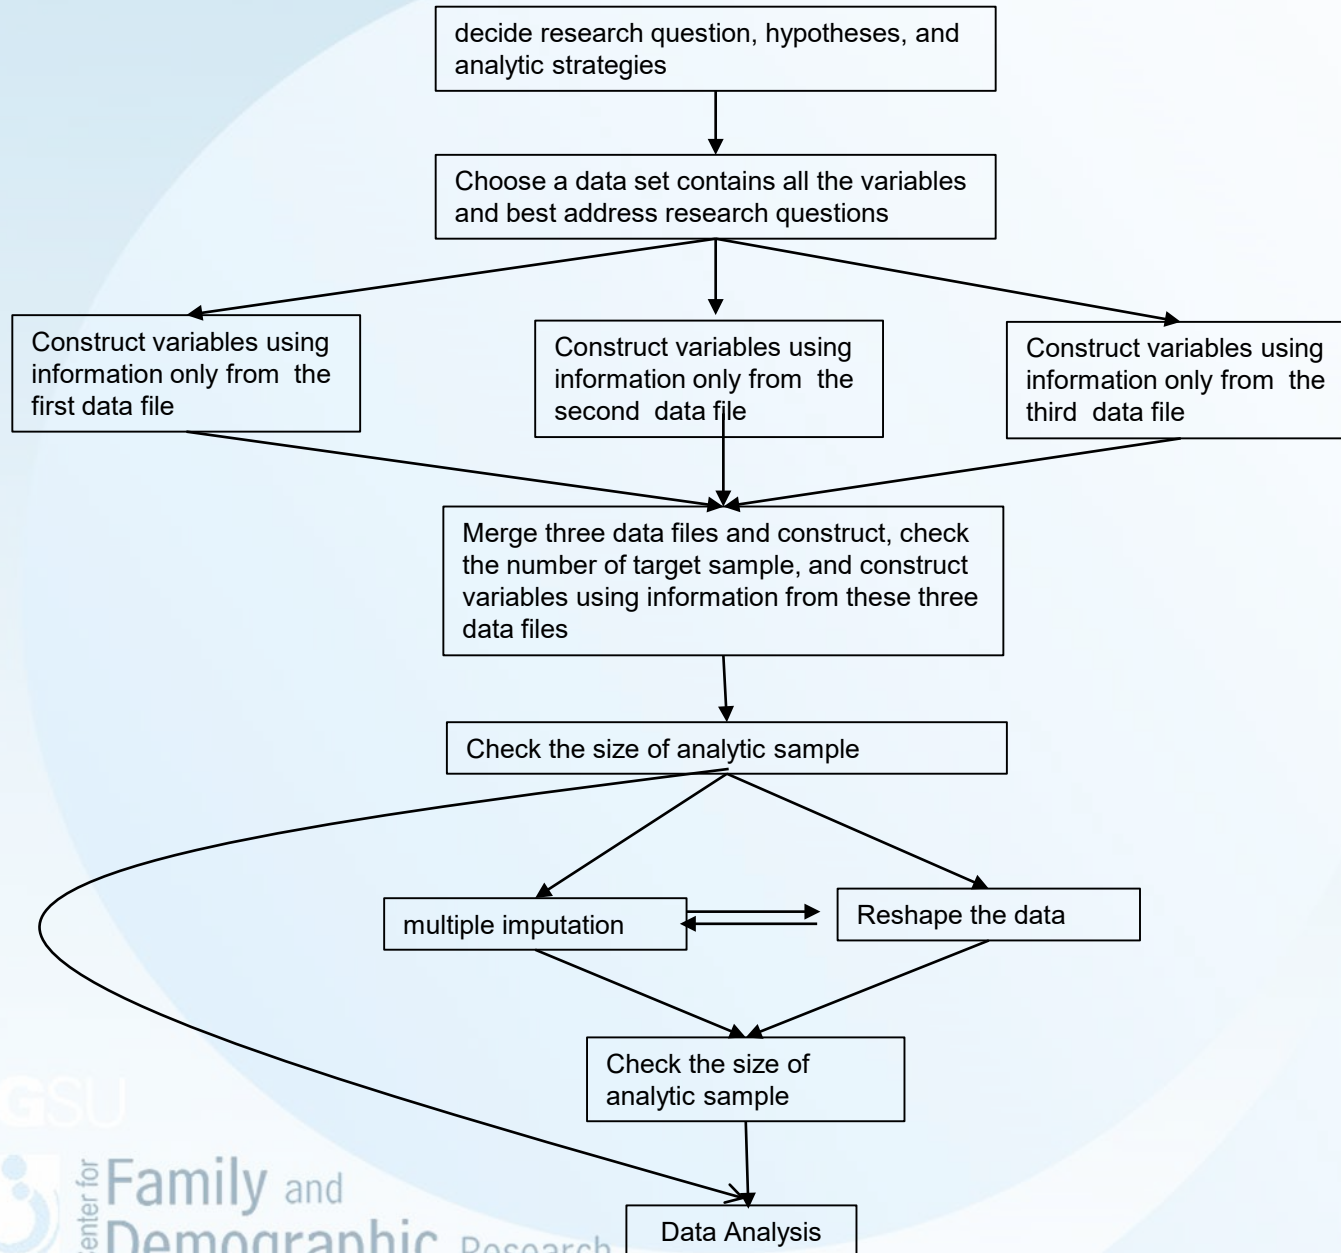 decide research question, hypotheses, and
analytic strategies
Choose a data set contains all the variables
and best address research questions
Construct variables using
information only from the
first data file
Construct variables using
information only from the
second data file
Construct variables using
information only from the
third data file
Merge three data files and construct, check
the number of target sample, and construct
variables using information from these three
data files
Check the size of analytic sample
multiple imputation
Reshape the data
Check the size of
analytic sample
Data Analysis
GSU
enter for
Family and
Demographic Research